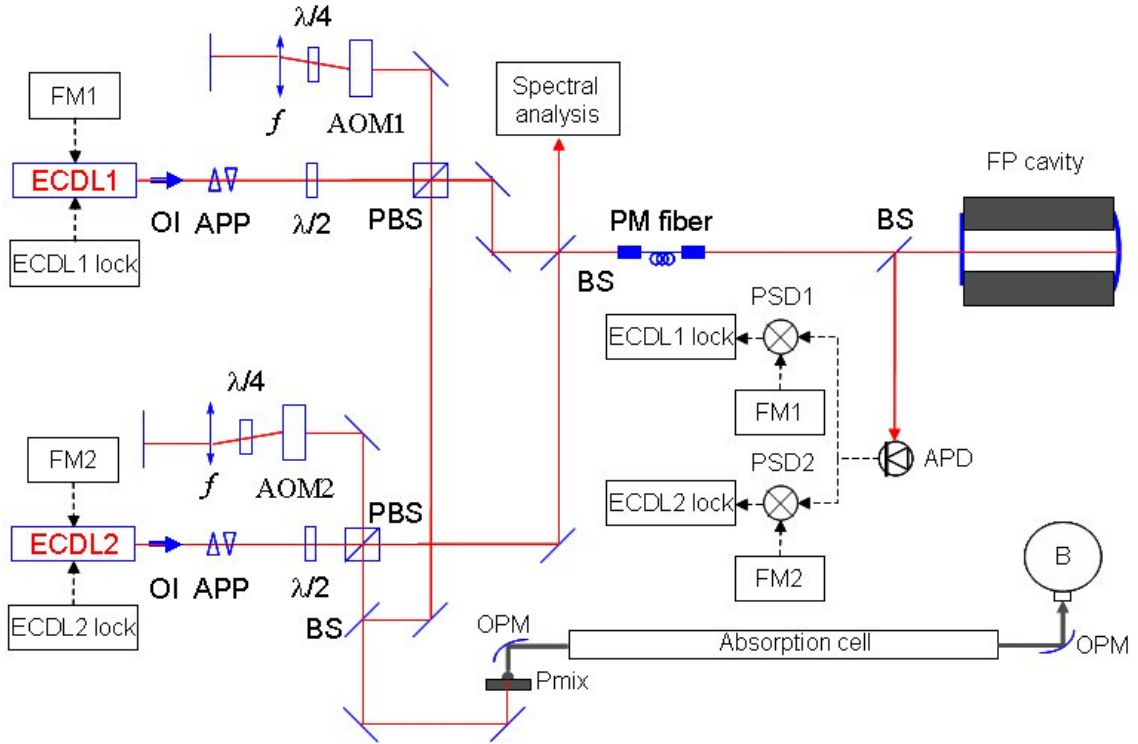 λ/4
FM1
f
AOM1
Spectral
analysis
FP cavity
ECDL1
OI
APP
λ/2
PBS
PM fiber
BS
BS
ECDL1 lock
PSD1
ECDL1 lock
FM1
λ/4
FM2
f
AOM2
PSD2
APD
ECDL2 lock
PBS
ECDL2
OI
APP
λ/2
FM2
B
ECDL2 lock
BS
OPM
Absorption cell
OPM
Pmix